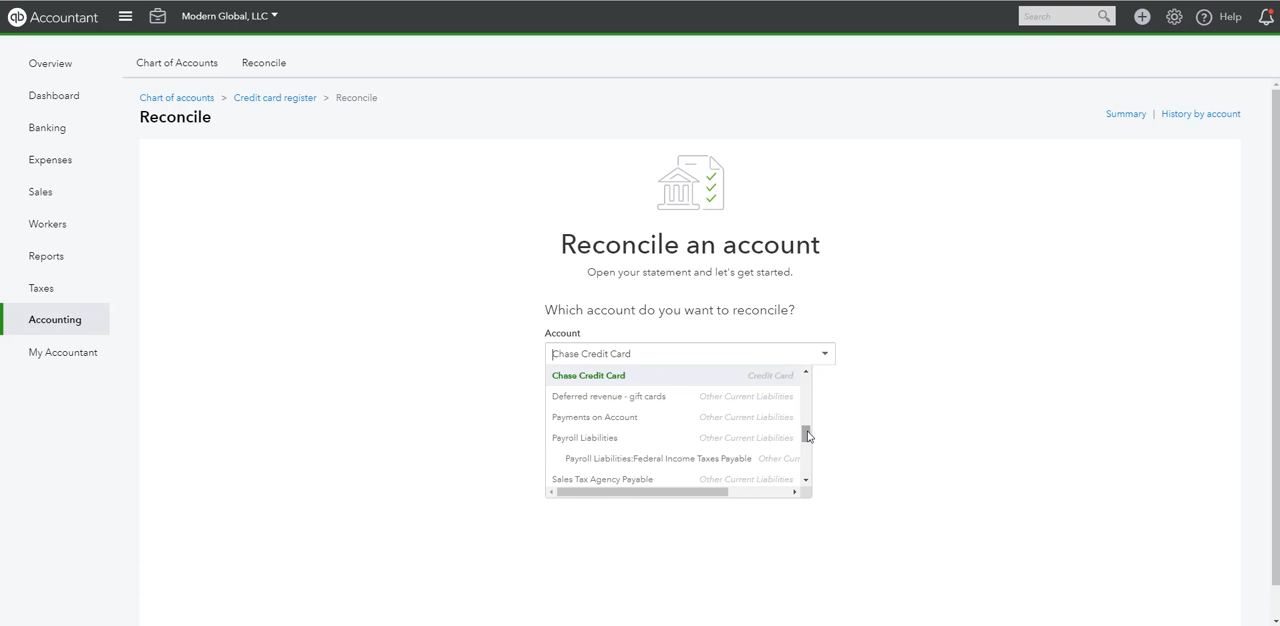 qb Accountant
Modern Global, LLC
Search
Help
Overview
Dashboard
Banking
Expenses
Sales
Workers
Reports
Taxes
Accounting
My Accountant
Chart of Accounts Reconcile
Chart of accounts > Credit card register > Reconcile
Reconcile
Summary | History by account
Reconcile an account
Open your statement and let's get started.
Which account do you want to reconcile?
Account
Chase Credit Card
Chase Credit Card Credit Card
Deferred revenue - gift cards Other Current Liabilities
Payments on Account Other Current Liabilities
Payroll Liabilities Other Current Liabilities
Payroll Liabilities:Federal Income Taxes Payable Other Curr
Sales Tax Agency Payable Other Current Liabilities